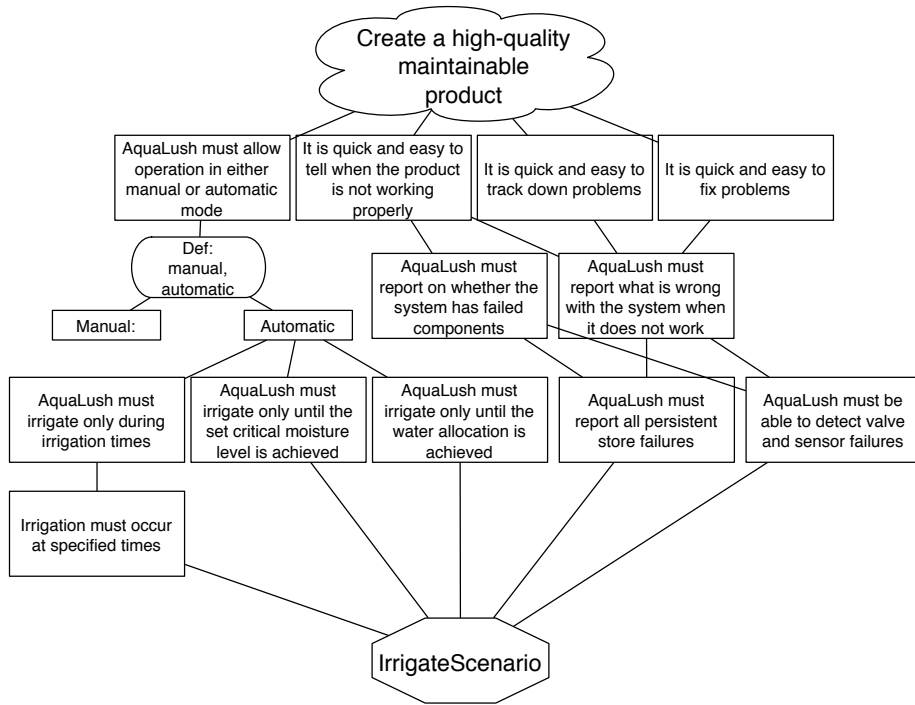 Create a high-quality
maintainable
product
AquaLush must allow
operation in either
manual or automatic
mode
It is quick and easy to
tell when the product
is not working
properly
It is quick and easy to
track down problems
It is quick and easy to
fix problems
Def:
manual,
automatic
AquaLush must
report on whether the
system has failed
components
AquaLush must
report what is wrong
with the system when
it does not work
Manual:
Automatic
AquaLush must
irrigate only during
irrigation times
AquaLush must
irrigate only until the
set critical moisture
level is achieved
AquaLush must
irrigate only until the
water allocation is
achieved
AquaLush must
report all persistent
store failures
AquaLush must be
able to detect valve
and sensor failures
Irrigation must occur
at specified times
IrrigateScenario